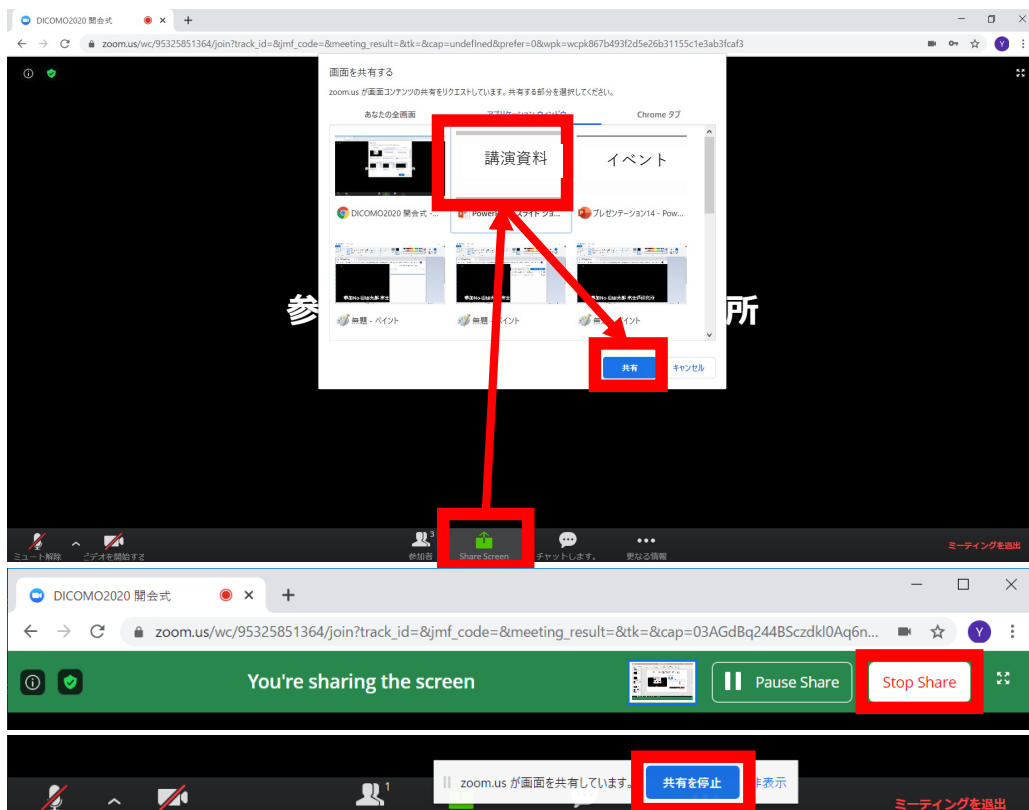 DICOMO2020 開会式
zoom.us/wc/95325851364/join?track_id=&jmf_code=&meeting_result=&tk=&cap=undefined&prefer=0&wpk=wcpk867b493f2d5e26b31155c1e3ab3fcaf3
Y
画面を共有する
zoom.us が画面コンテンツの共有をリクエストしています。共有する部分を選択してください。
あなたの全画面 アプリケーション ウィンドウ Chrome タブ
講演資料 イベント
DICOMO2020 開会式 -... スライド ショ... プレゼンテーション14 - Pow...
無題 - ペイント 無題 - ペイント ペイント
参 所
共有 キャンセル
ミュート解除 ビデオを開始する 参加者 3 Share Screen チャットします。 更なる情報 ミーティングを退出
DICOMO2020 開会式
zoom.us/wc/95325851364/join?track_id=&jmf_code=&meeting_result=&tk=&cap=03AGdBq244BSczdkl0Aq6n...
Y
You're sharing the screen Pause Share Stop Share
zoom.us が画面を共有しています。 共有を停止 表示
1 ミーティングを退出